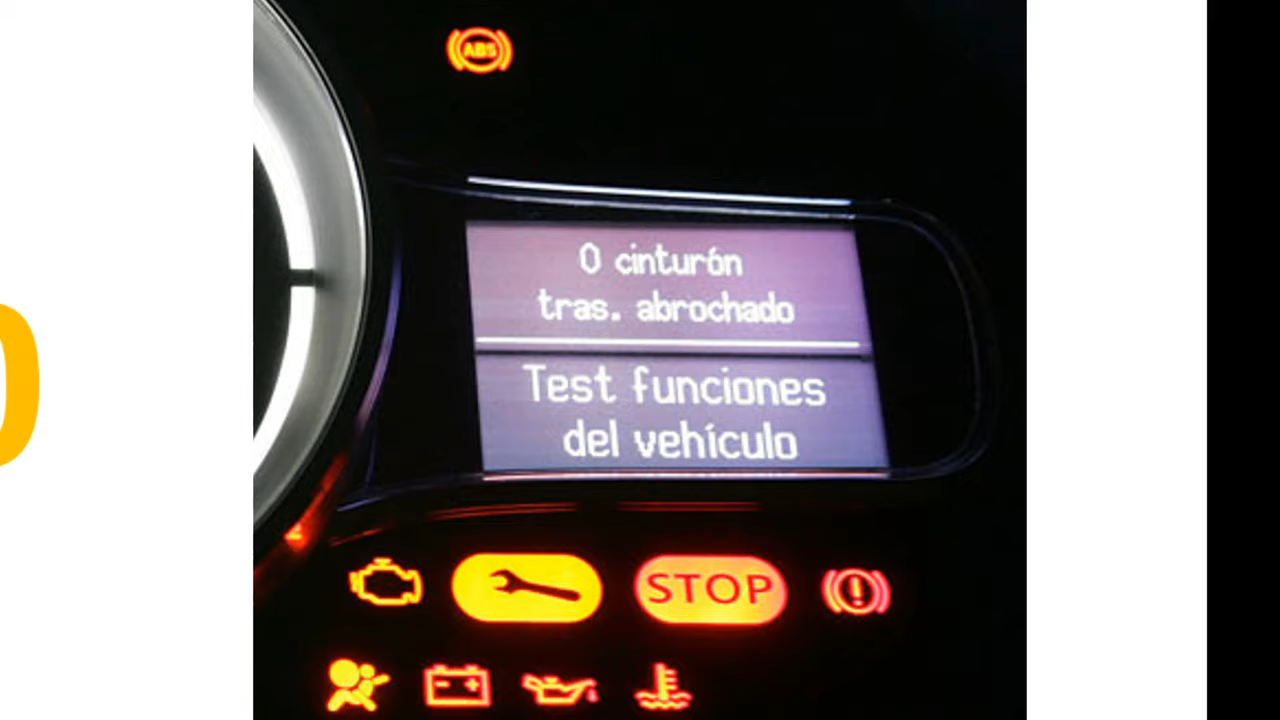 ABS
0 cinturón
tras. abrochado
Test funciones
del vehículo
STOP